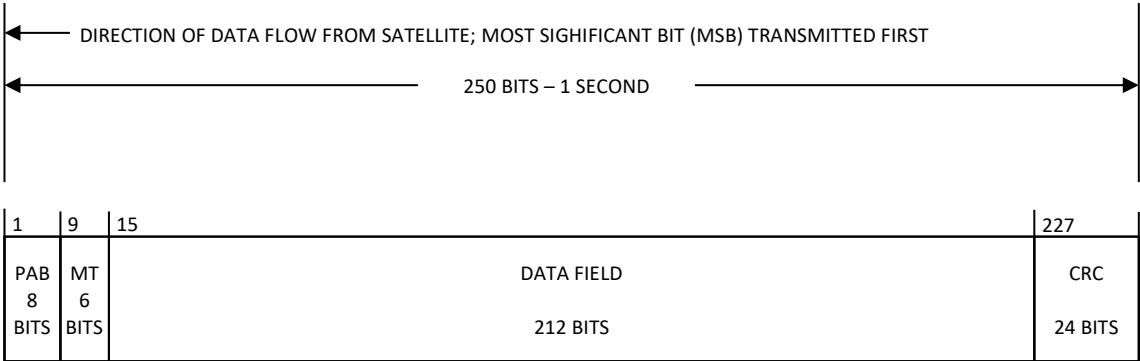 DIRECTION OF DATA FLOW FROM SATELLITE; MOST SIGHIFICANT BIT (MSB) TRANSMITTED FIRST
250 BITS – 1 SECOND
1 9 15 227
PAB MT DATA FIELD CRC
8 6
BITS BITS 212 BITS 24 BITS